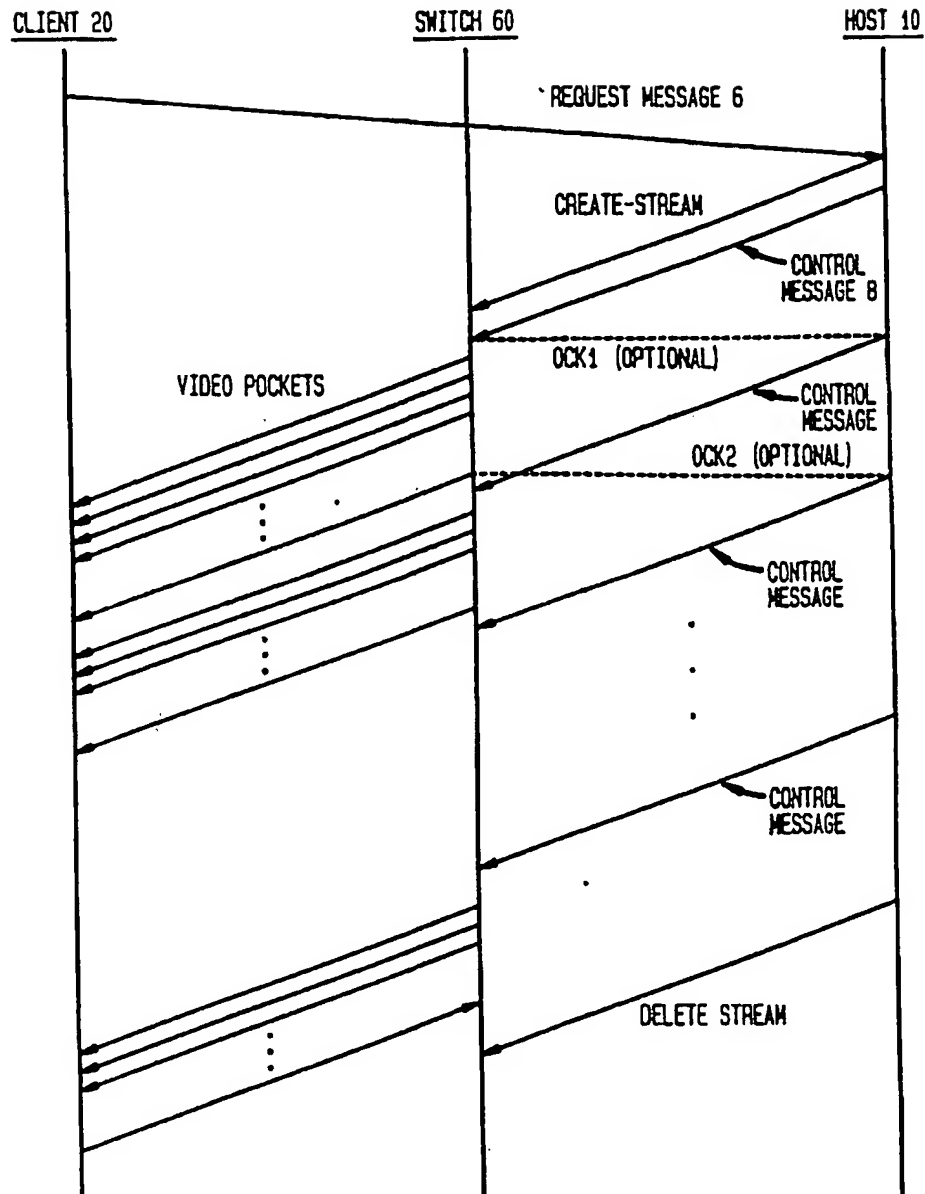 CLIENT 20
SWITCH 60
HOST 10
REQUEST MESSAGE 6
CREATE-STREAM
CONTROL
MESSAGE 8
OCK1 (OPTIONAL)
VIDEO POCKETS
CONTROL
MESSAGE
OCK2 (OPTIONAL)
CONTROL
MESSAGE
CONTROL
MESSAGE
DELETE STREAM